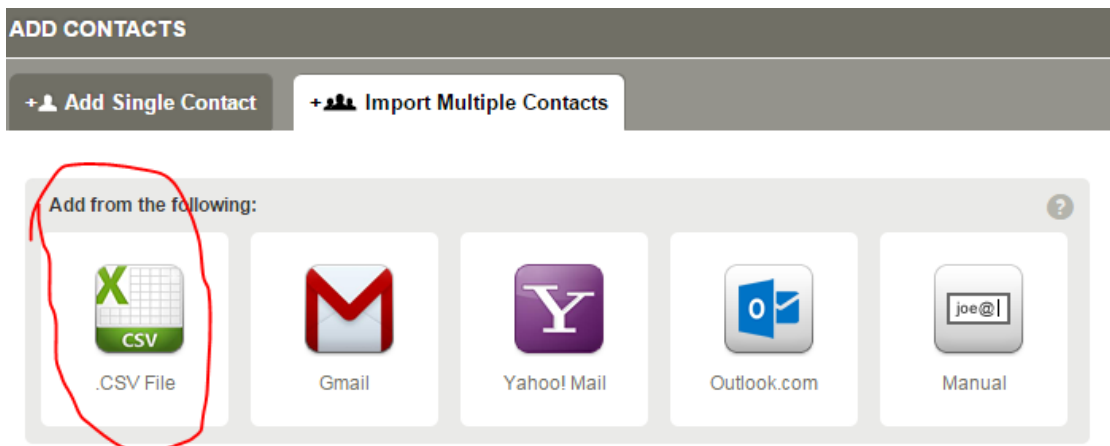 ADD CONTACTS
+ Add Single Contact
+ Import Multiple Contacts
Add from the following:
?
X
CSV
Y
o
joe@
.CSV File
Gmail
Yahoo! Mail
Outlook.com
Manual